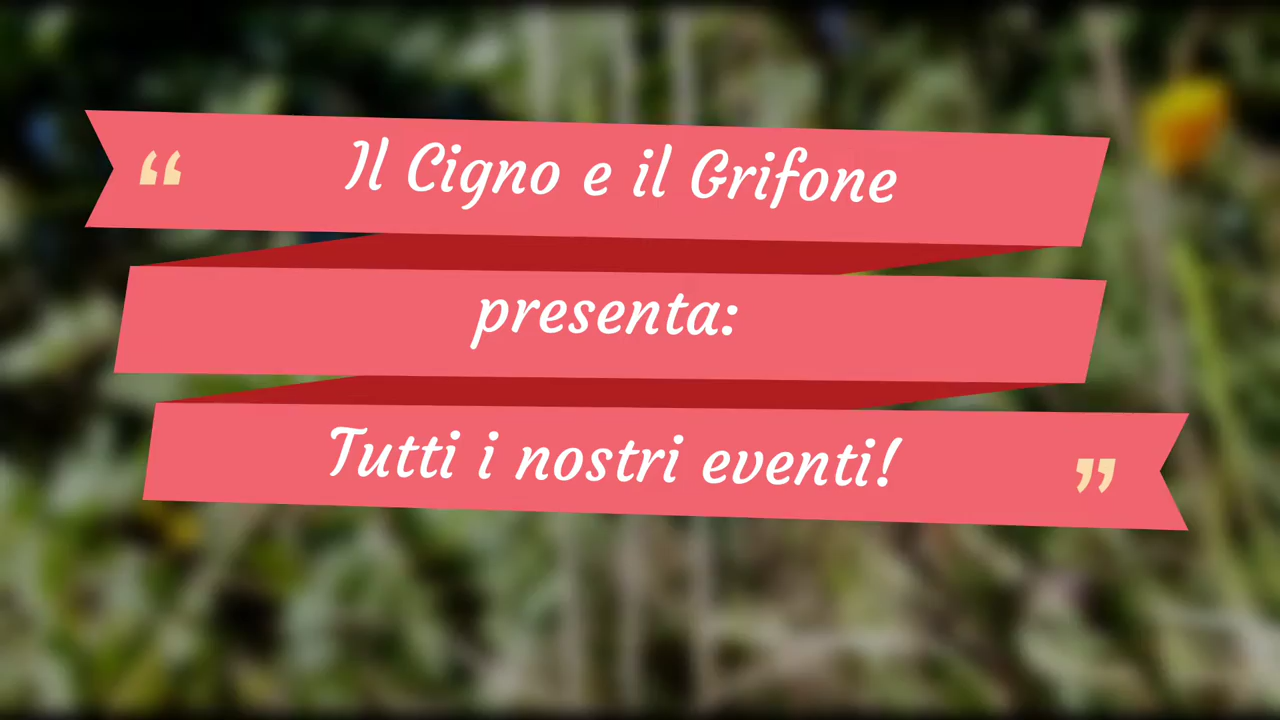 “ Il Cigno e il Grifone
presenta:
Tutti i nostri eventi! ”